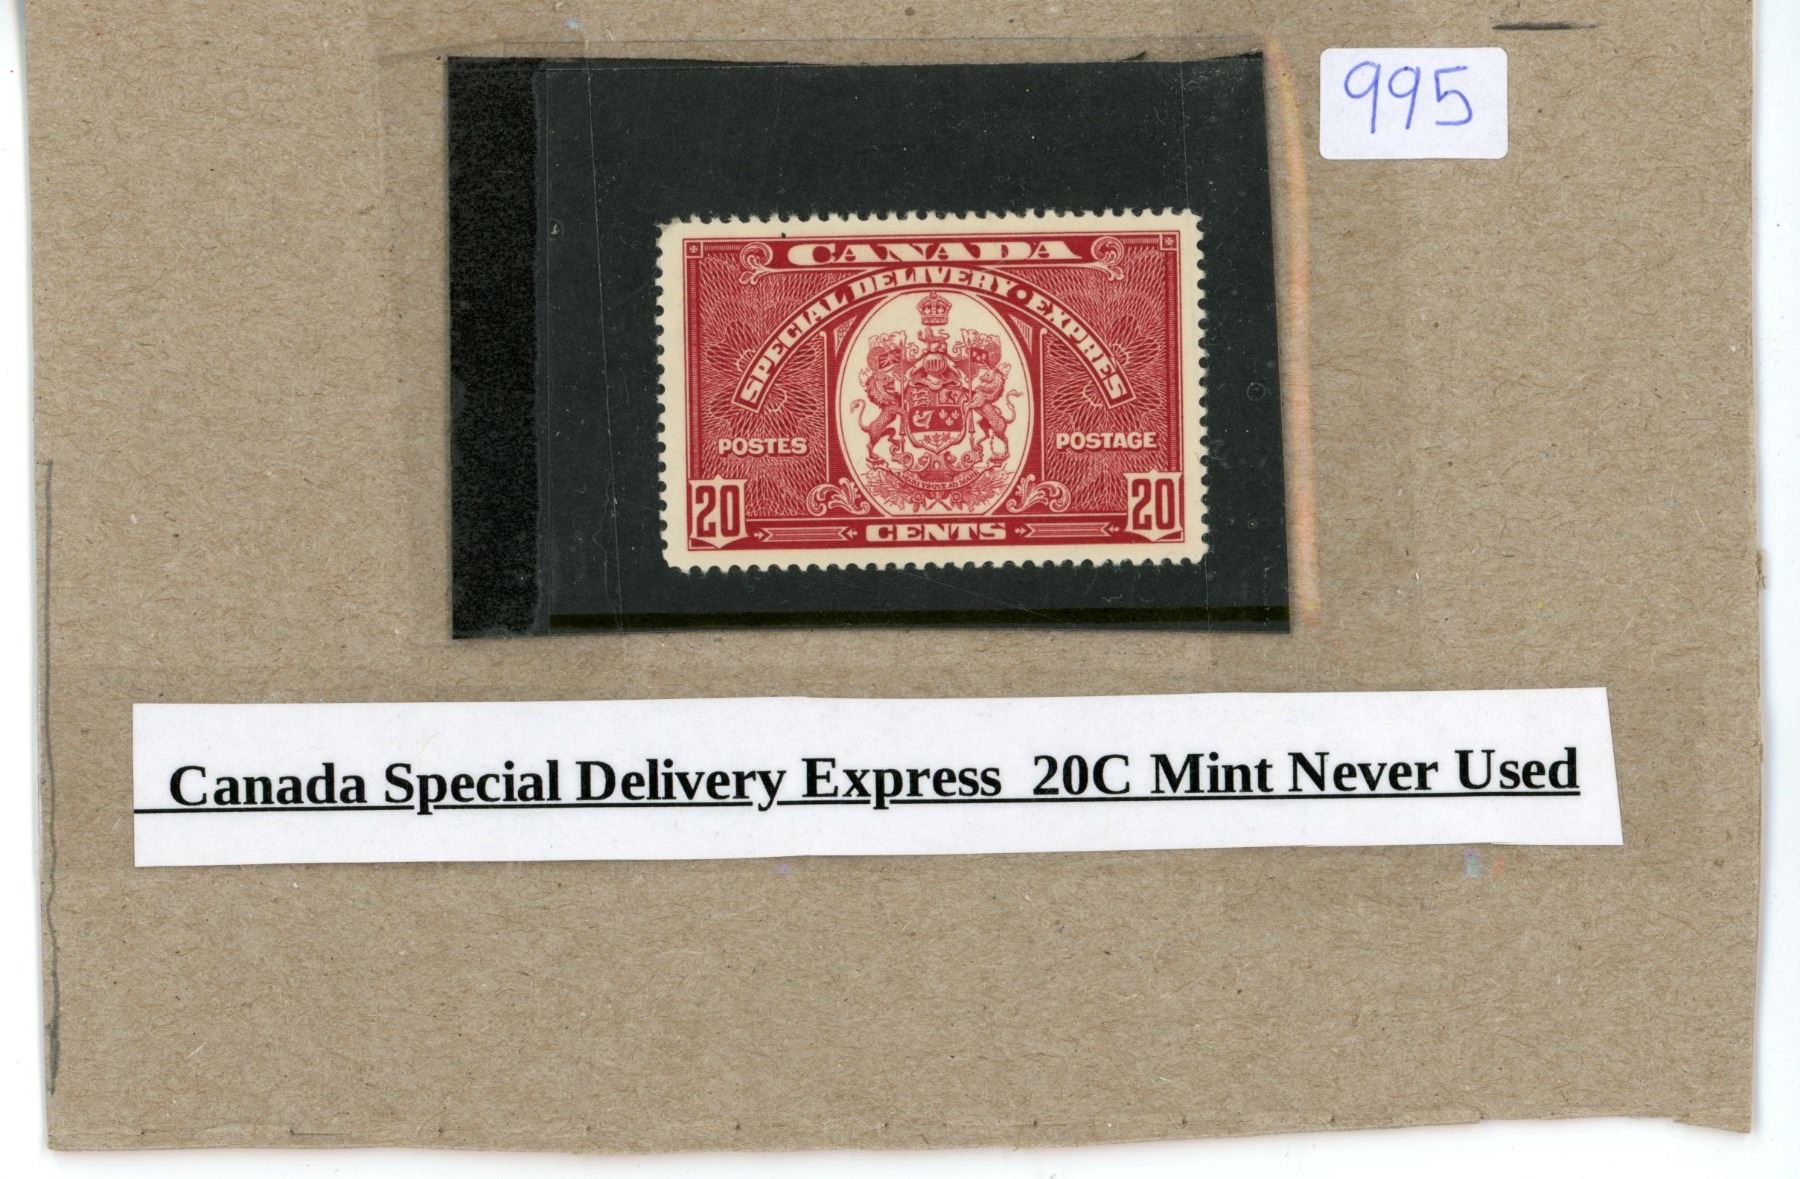 995
CANADA
SPECIAL DELIVERY • EXPRES
POSTES
POSTAGE
20
20
CENTS
Canada Special Delivery Express 20C Mint Never Used